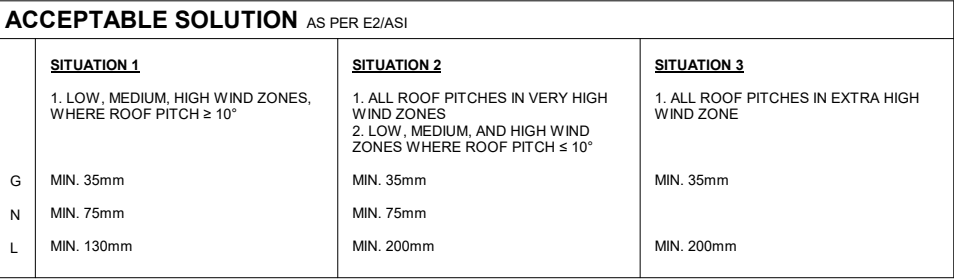 ACCEPTABLE SOLUTION AS PER E2/ASI
SITUATION 1
1. LOW, MEDIUM, HIGH WIND ZONES,
WHERE ROOF PITCH ≥ 10°
SITUATION 2
1. ALL ROOF PITCHES IN VERY HIGH
WIND ZONES
2. LOW, MEDIUM, AND HIGH WIND
ZONES WHERE ROOF PITCH ≤ 10°
SITUATION 3
1. ALL ROOF PITCHES IN EXTRA HIGH
WIND ZONE
G MIN. 35mm MIN. 35mm MIN. 35mm
N MIN. 75mm MIN. 75mm
L MIN. 130mm MIN. 200mm MIN. 200mm